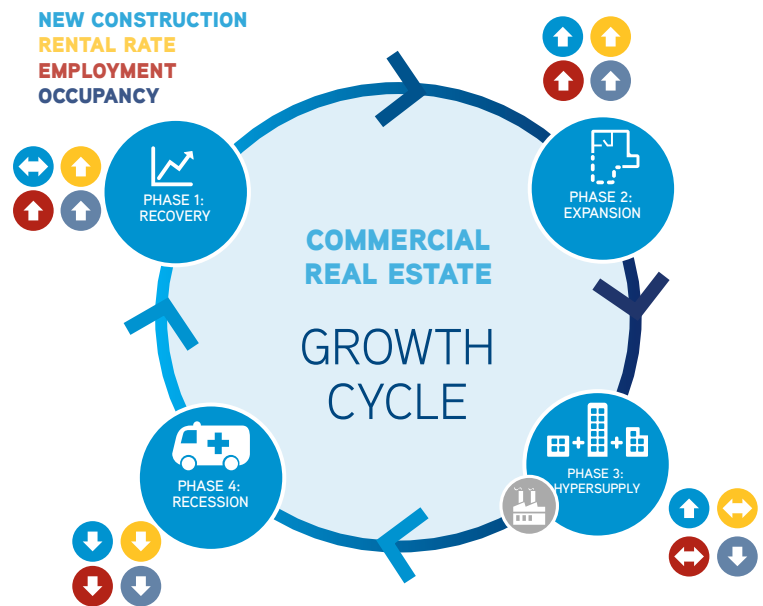 NEW CONSTRUCTION
RENTAL RATE
EMPLOYMENT
OCCUPANCY
PHASE 1:
RECOVERY
PHASE 2:
EXPANSION
COMMERCIAL
REAL ESTATE
GROWTH
CYCLE
PHASE 4:
RECESSION
PHASE 3:
HYPERSUPPLY